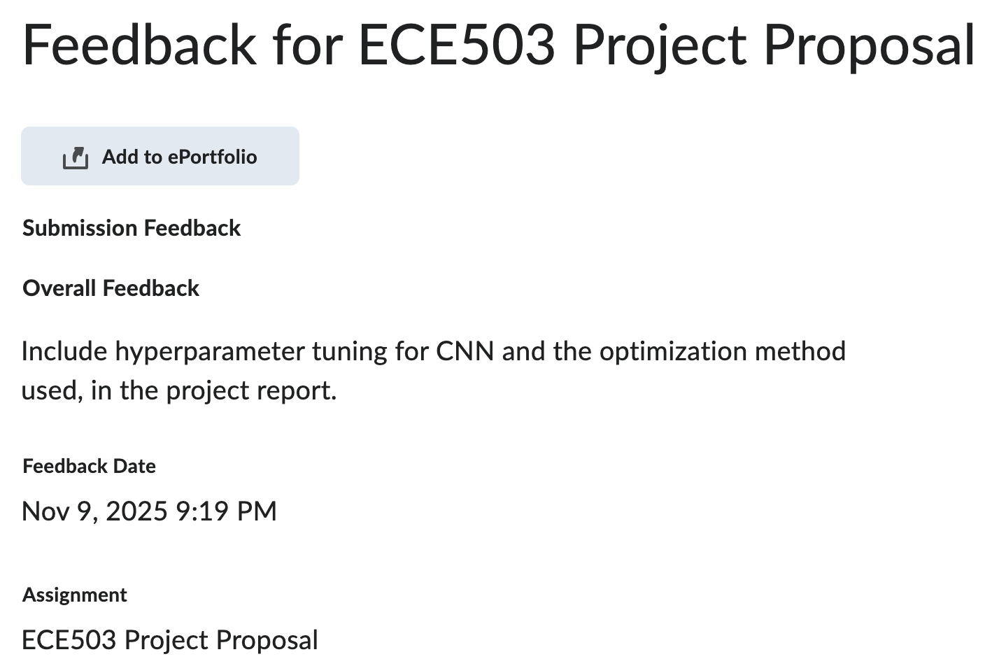 Feedback for ECE503 Project Proposal
Add to ePortfolio
Submission Feedback
Overall Feedback
Include hyperparameter tuning for CNN and the optimization method
used, in the project report.
Feedback Date
Nov 9, 2025 9:19 PM
Assignment
ECE503 Project Proposal